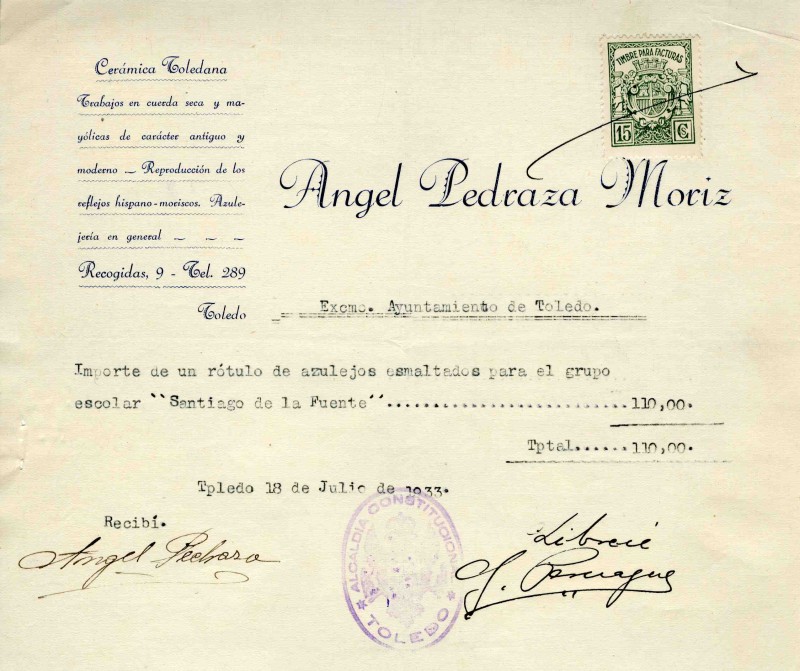 Cerámica Toledana
Trabajos en cuerda seca y ma-
yólicas de carácter antiguo y
moderno — Reproducción de los
reflejos hispano-moriscos. Azule-
jería en general — — —
Recogidas, 9 - Tel. 289
Toledo
TIMBRE PARA FACTURAS
15 CS
Angel Pedraza Moriz
Excmo. Ayuntamiento de Toledo.
Importe de un rótulo de azulejos esmaltados para el grupo
escolar "Santiago de la Fuente"..............................110,00.
Tptal......110,00.
Tpledo 18 de Julio de 1933.
Recibí.
Angel Pedraza
ALCALDIA CONSTITUCIONAL
TOLEDO